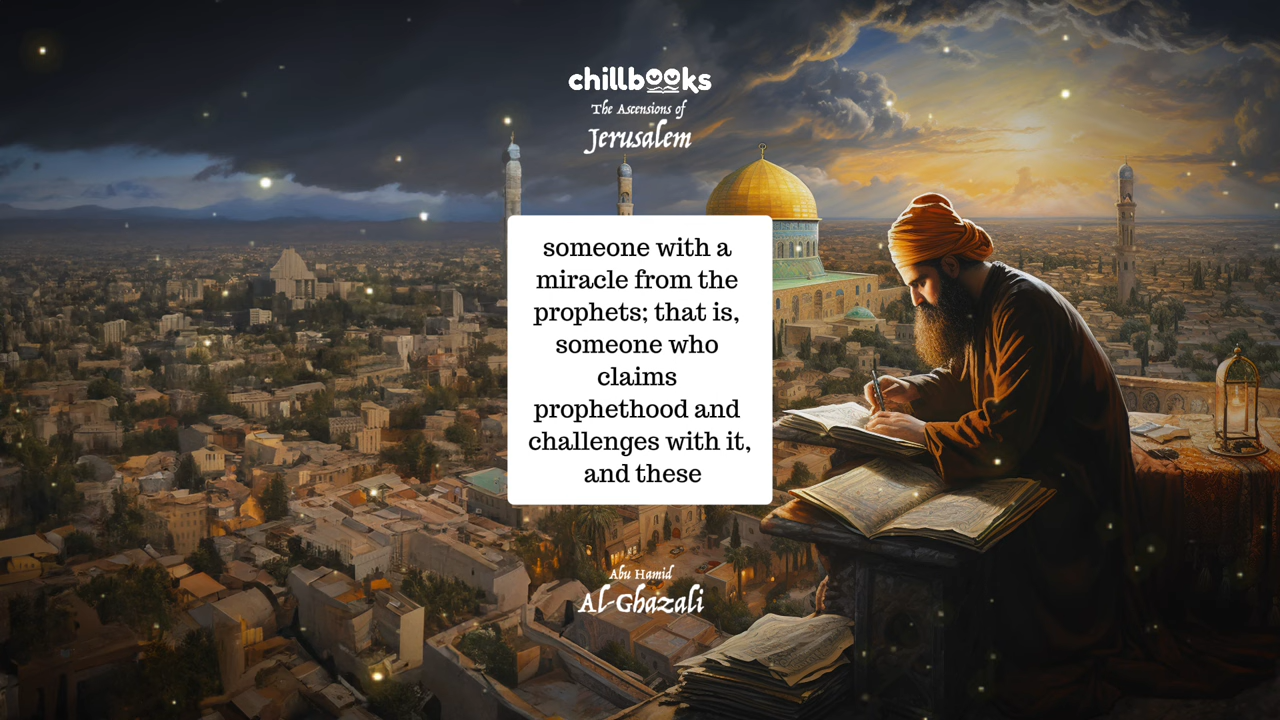 chillbooks
The Ascensions of
Jerusalem
someone with a
miracle from the
prophets; that is,
someone who
claims
prophethood and
challenges with it,
and these
Abu Hamid
Al-Ghazali